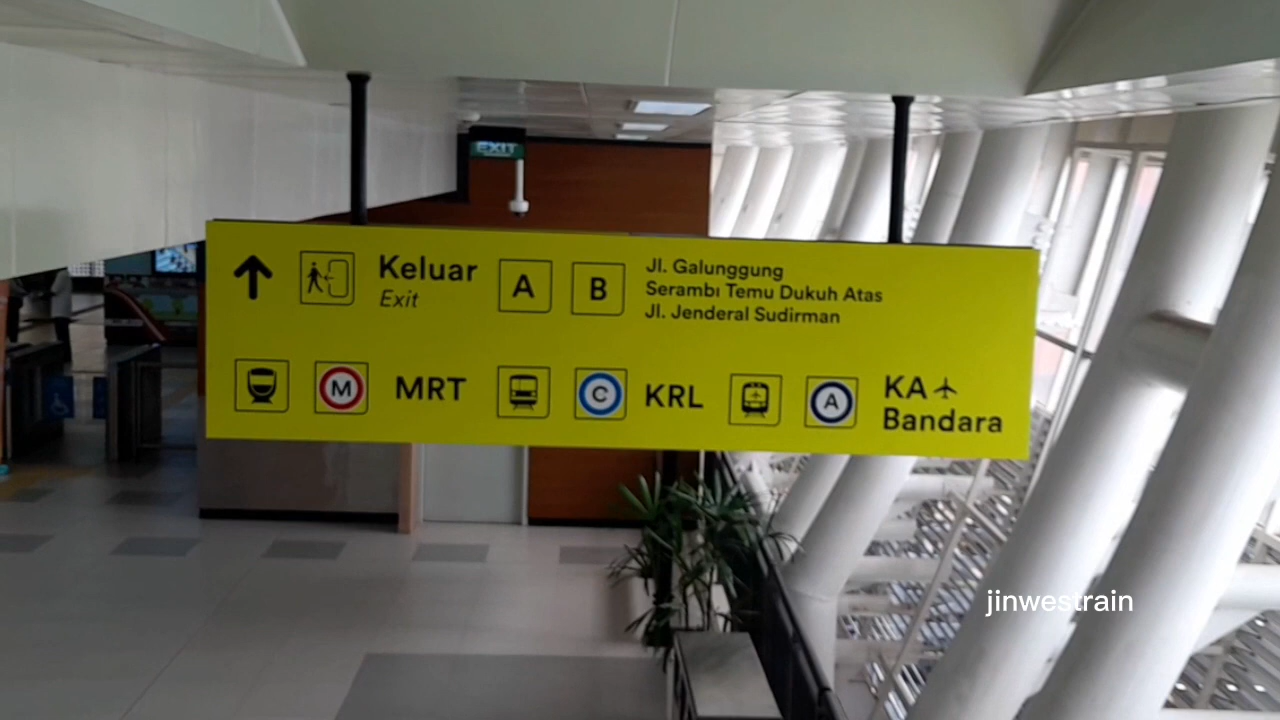 EXIT
Keluar
Exit
A B
Jl. Galunggung
Serambi Temu Dukuh Atas
Jl. Jenderal Sudirman
M MRT
C KRL
A KA
Bandara
jinwestrain